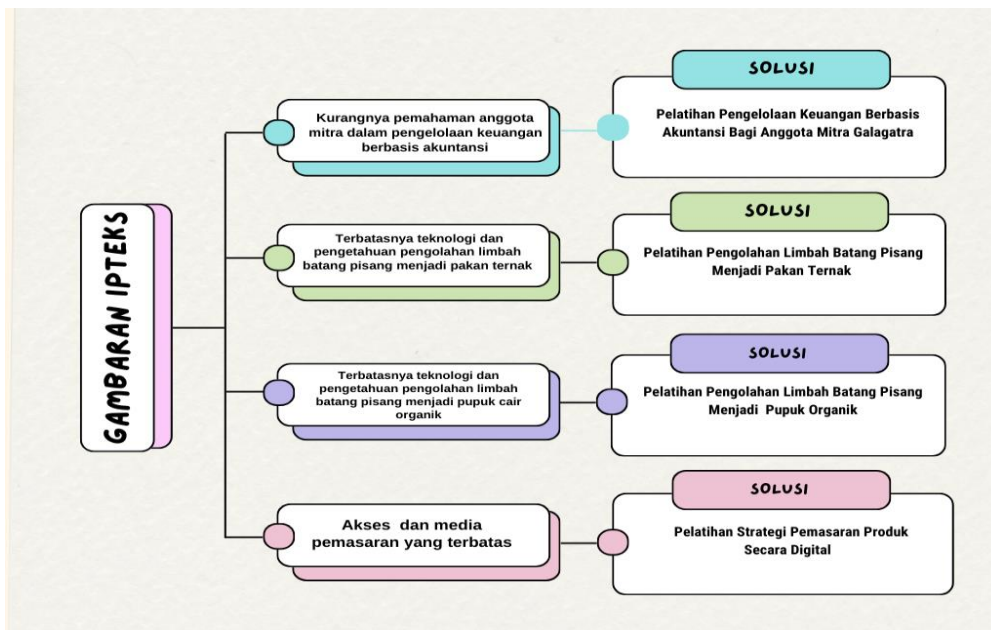 GAMBARAN IPTEKS
Kurangnya pemahaman anggota
mitra dalam pengelolaan keuangan
berbasis akuntansi
SOLUSI
Pelatihan Pengelolaan Keuangan Berbasis
Akuntansi Bagi Anggota Mitra Galagatra
Terbatasnya teknologi dan
pengetahuan pengolahan limbah
batang pisang menjadi pakan ternak
SOLUSI
Pelatihan Pengolahan Limbah Batang Pisang
Menjadi Pakan Ternak
Terbatasnya teknologi dan
pengetahuan pengolahan limbah
batang pisang menjadi pupuk cair
organik
SOLUSI
Pelatihan Pengolahan Limbah Batang Pisang
Menjadi Pupuk Organik
Akses dan media
pemasaran yang terbatas
SOLUSI
Pelatihan Strategi Pemasaran Produk
Secara Digital